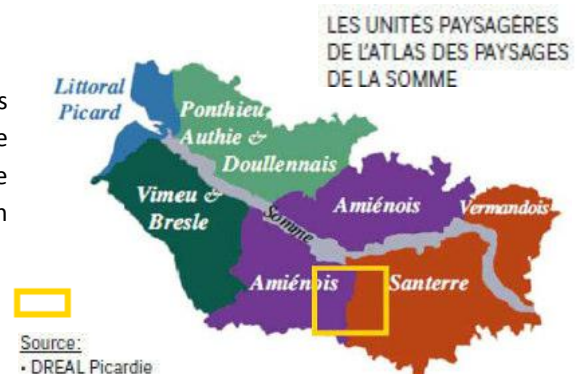 LES UNITÉS PAYSAGÈRES
DE L'ATLAS DES PAYSAGES
DE LA SOMME
Littoral
Picard
Ponthieu,
Authie &
Doullennais
Vimeu &
Bresle
Somme
Amiénois
Vermandois
Amiénois
Santerre
s
e
e
n
Source:
- DREAL Picardie